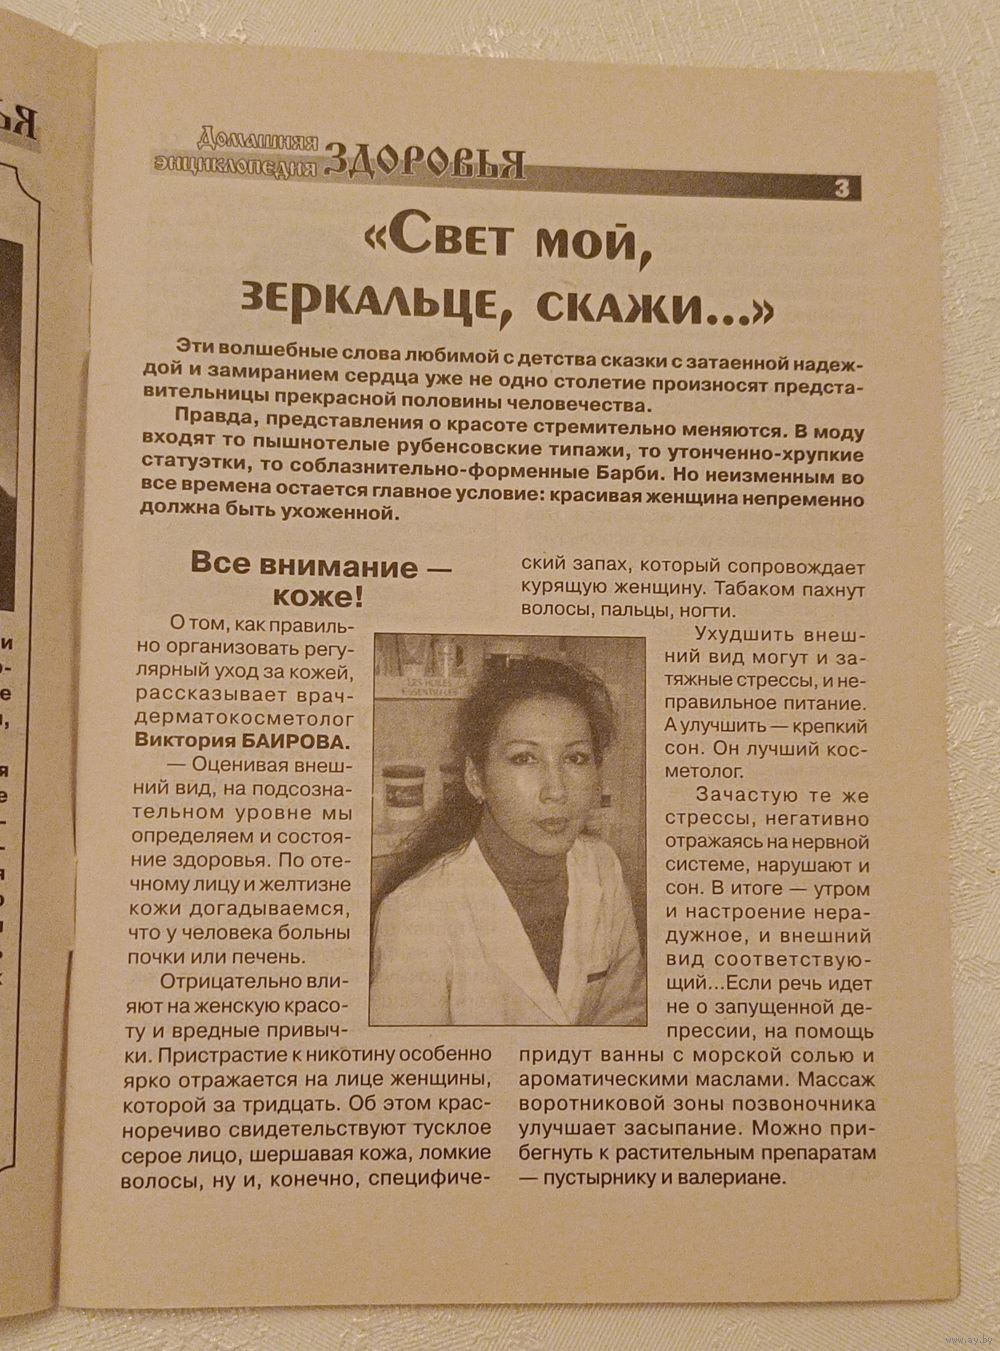 Домашняя
энциклопедия ЗДОРОВЬЯ
3
«Свет мой,
зеркальце, скажи...»
Эти волшебные слова любимой с детства сказки с затаенной надеж-
дой и замиранием сердца уже не одно столетие произносят предста-
вительницы прекрасной половины человечества.
Правда, представления о красоте стремительно меняются. В моду
входят то пышнотелые рубенсовские типажи, то утонченно-хрупкие
статуэтки, то соблазнительно-форменные Барби. Но неизменным во
все времена остается главное условие: красивая женщина непременно
должна быть ухоженной.
Все внимание —
коже!
О том, как правиль-
но организовать регу-
лярный уход за кожей,
рассказывает врач-
дерматокосметолог
Виктория БАИРОВА.
— Оценивая внеш-
ний вид, на подсозна-
тельном уровне мы
определяем и состоя-
ние здоровья. По оте-
чному лицу и желтизне
кожи догадываемся,
что у человека больны
почки или печень.
Отрицательно вли-
яют на женскую красо-
ту и вредные привыч-
ки. Пристрастие к никотину особенно
ярко отражается на лице женщины,
которой за тридцать. Об этом крас-
норечиво свидетельствуют тусклое
серое лицо, шершавая кожа, ломкие
волосы, ну и, конечно, специфиче-
ский запах, который сопровождает
курящую женщину. Табаком пахнут
волосы, пальцы, ногти.
Ухудшить внеш-
ний вид могут и за-
тяжные стрессы, и не-
правильное питание.
А улучшить — крепкий
сон. Он лучший кос-
метолог.
Зачастую те же
стрессы, негативно
отражаясь на нервной
системе, нарушают и
сон. В итоге — утром
и настроение нера-
дужное, и внешний
вид соответствую-
щий...Если речь идет
не о запущенной де-
прессии, на помощь
придут ванны с морской солью и
ароматическими маслами. Массаж
воротниковой зоны позвоночника
улучшает засыпание. Можно при-
бегнуть к растительным препаратам
— пустырнику и валериане.
LES HUILES
ESSENTIELLES
www.ay.by